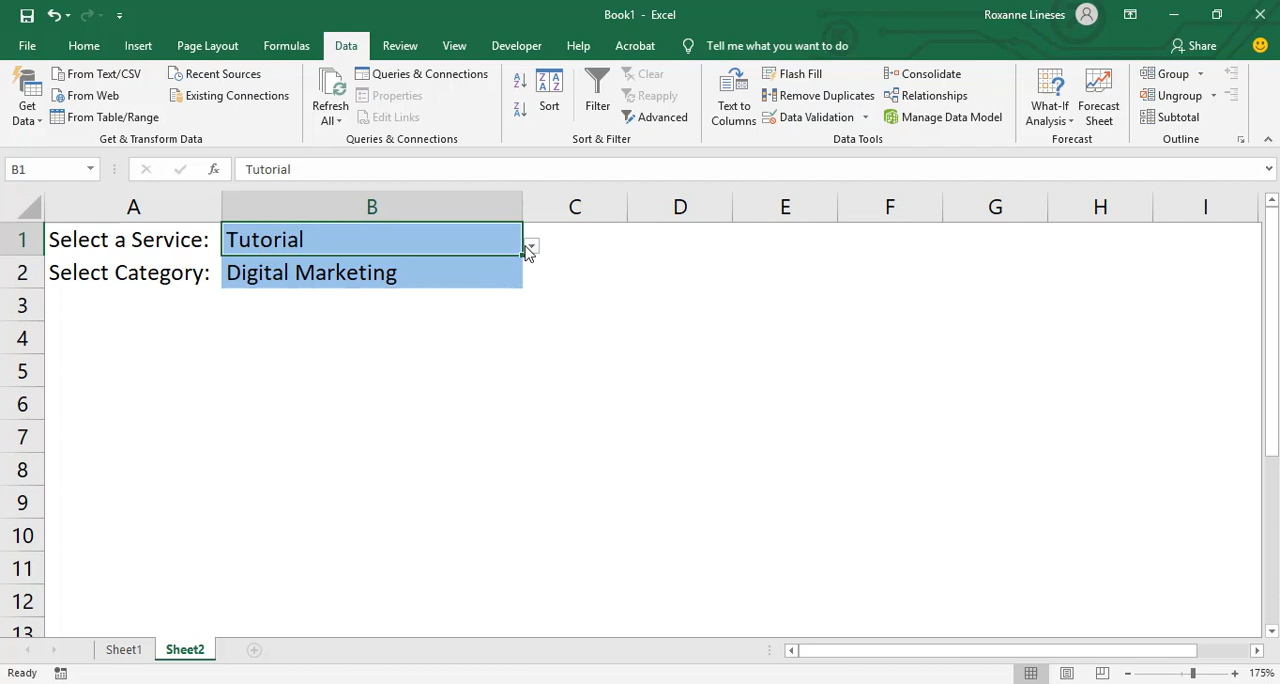 Book1 - Excel
Roxanne Lineses
File Home Insert Page Layout Formulas Data Review View Developer Help Acrobat Tell me what you want to do Share
Get Data
From Text/CSV
From Web
From Table/Range
Recent Sources
Existing Connections
Get & Transform Data
Refresh All
Queries & Connections
Properties
Edit Links
Queries & Connections
Sort
Filter
Clear
Reapply
Advanced
Sort & Filter
Text to Columns
Flash Fill
Remove Duplicates
Data Validation
Consolidate
Relationships
Manage Data Model
Data Tools
What-If Analysis
Forecast Sheet
Forecast
Group
Ungroup
Subtotal
Outline
B1 fx Tutorial
A B C D E F G H I
1 Select a Service: Tutorial
2 Select Category: Digital Marketing
3
4
5
6
7
8
9
10
11
12
13
Sheet1 Sheet2
Ready 175%